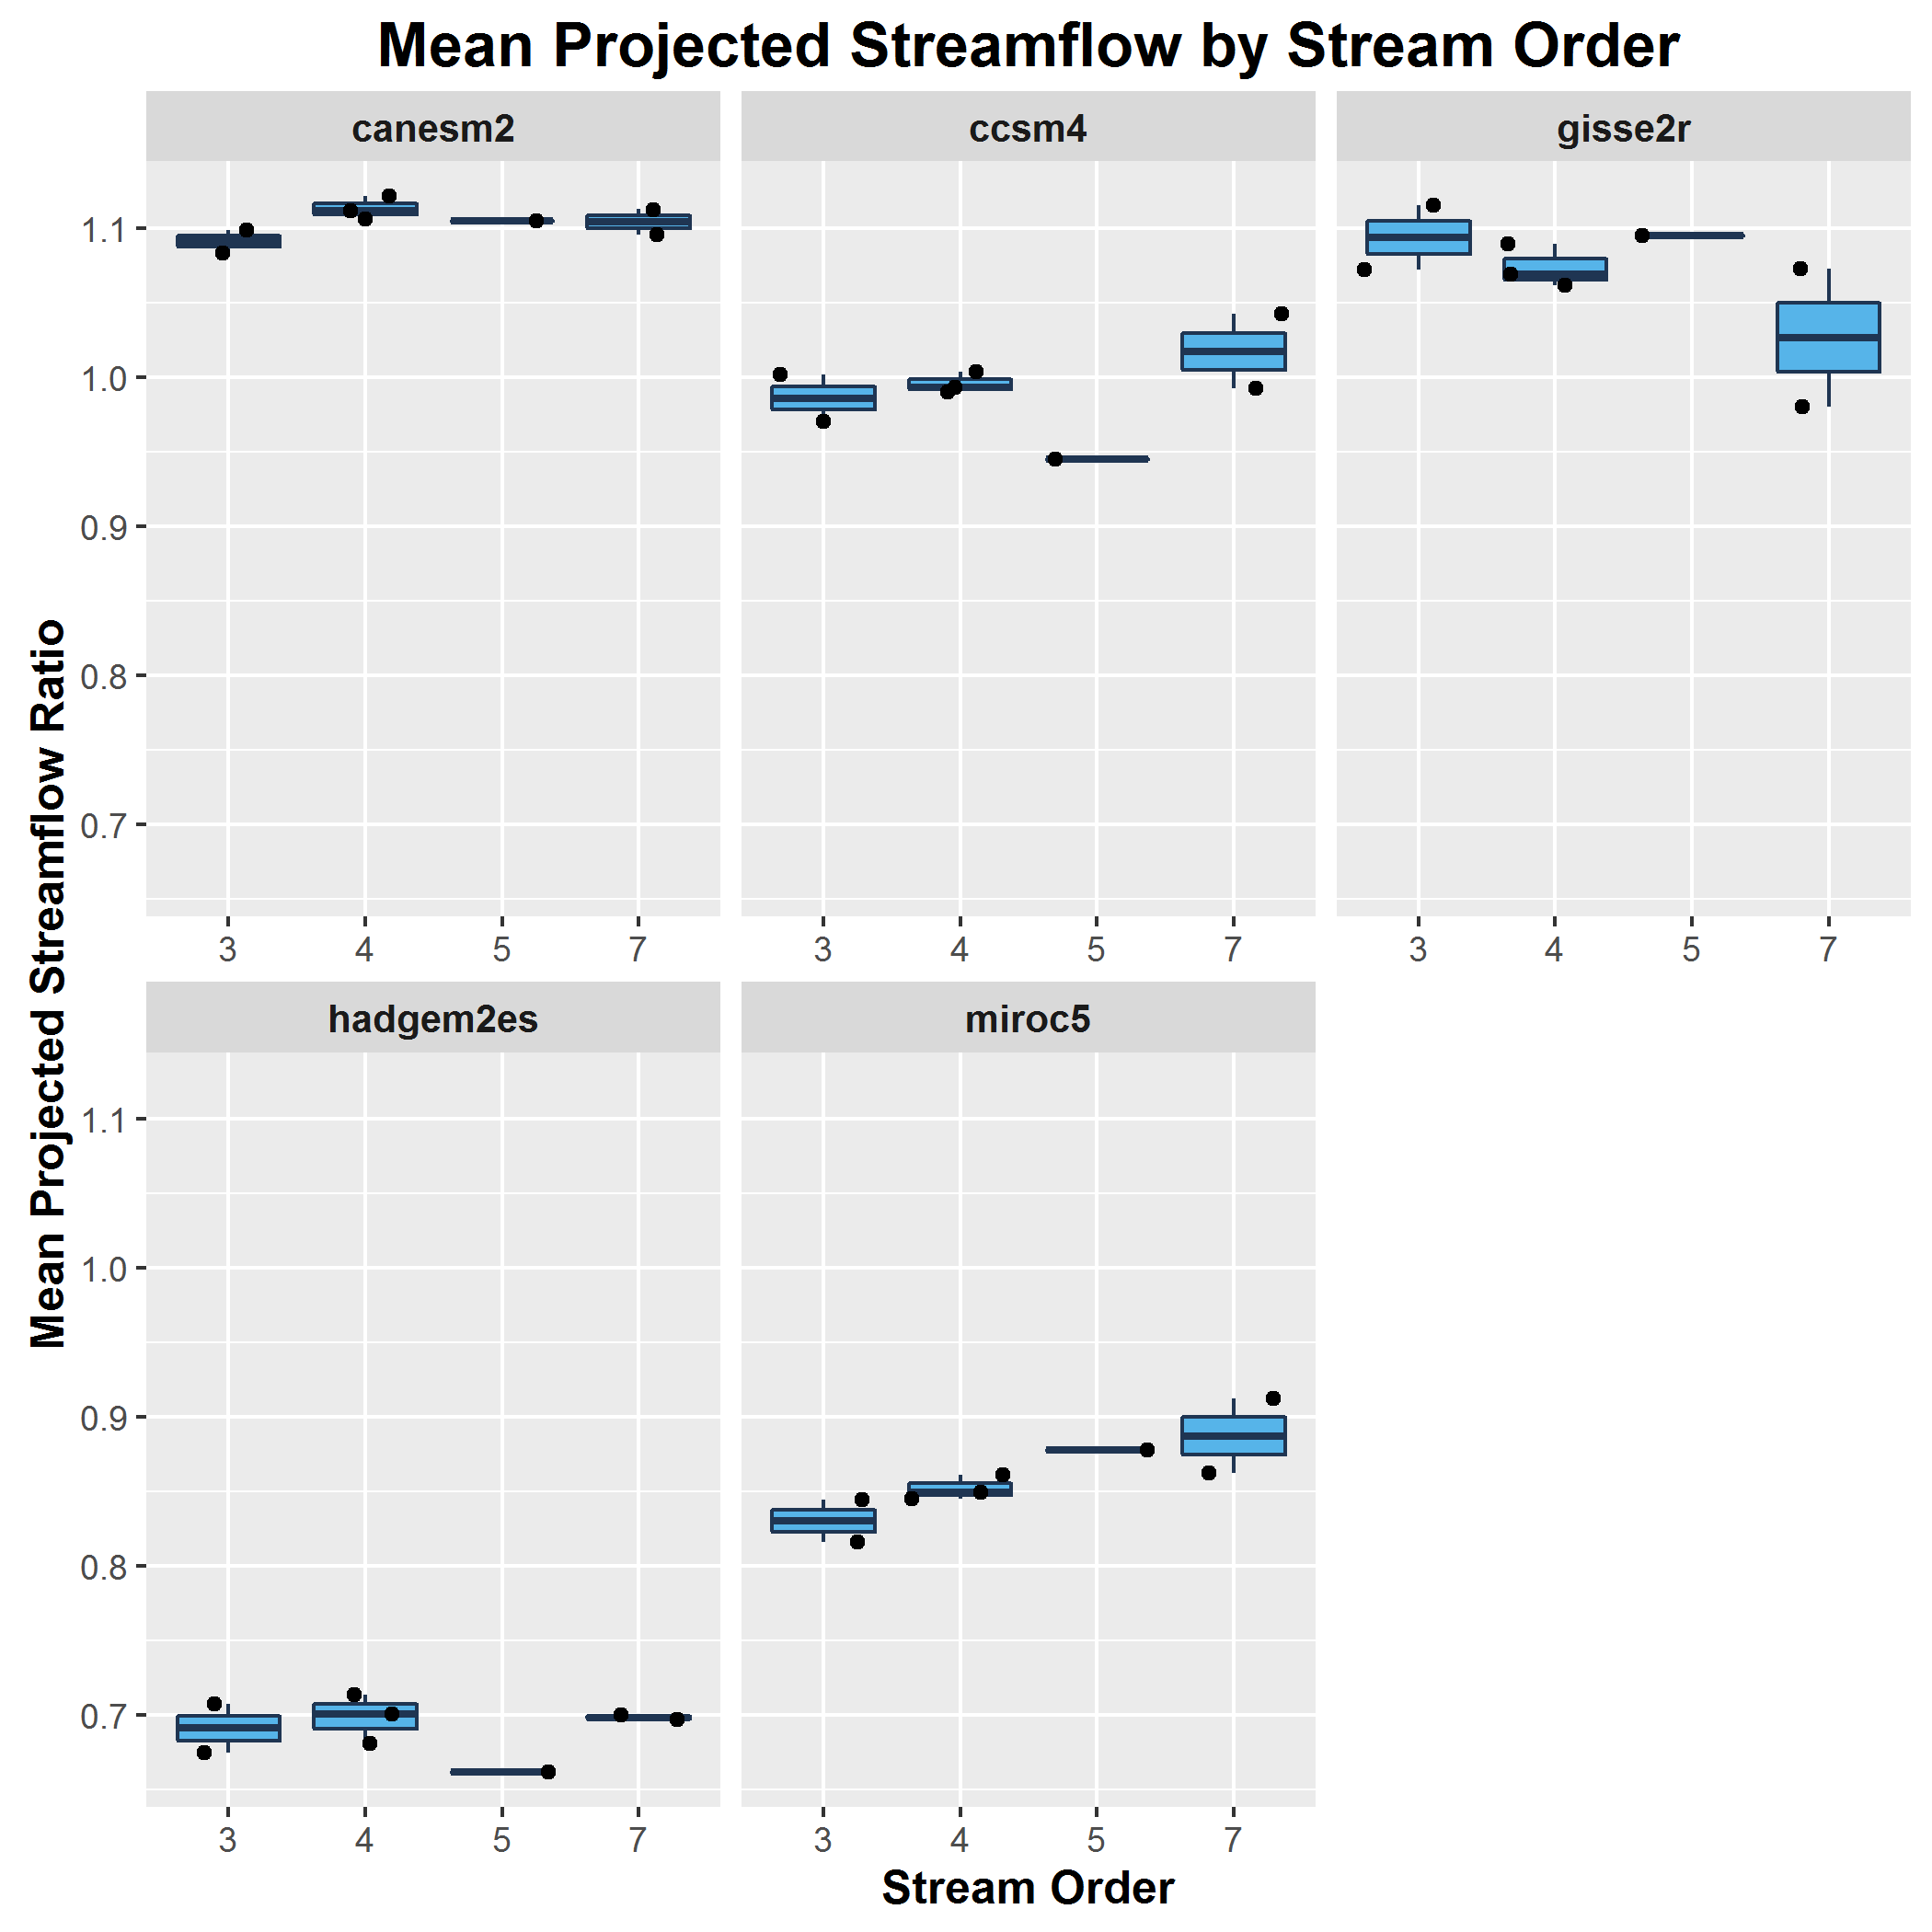 Mean Projected Streamflow by Stream Order
canesm2 ccsm4 gisse2r
1.1
1.0
0.9
0.8
0.7
3 4 5 7 3 4 5 7 3 4 5 7
Mean Projected Streamflow Ratio
hadgem2es miroc5
1.1
1.0
0.9
0.8
0.7
3 4 5 7 3 4 5 7
Stream Order